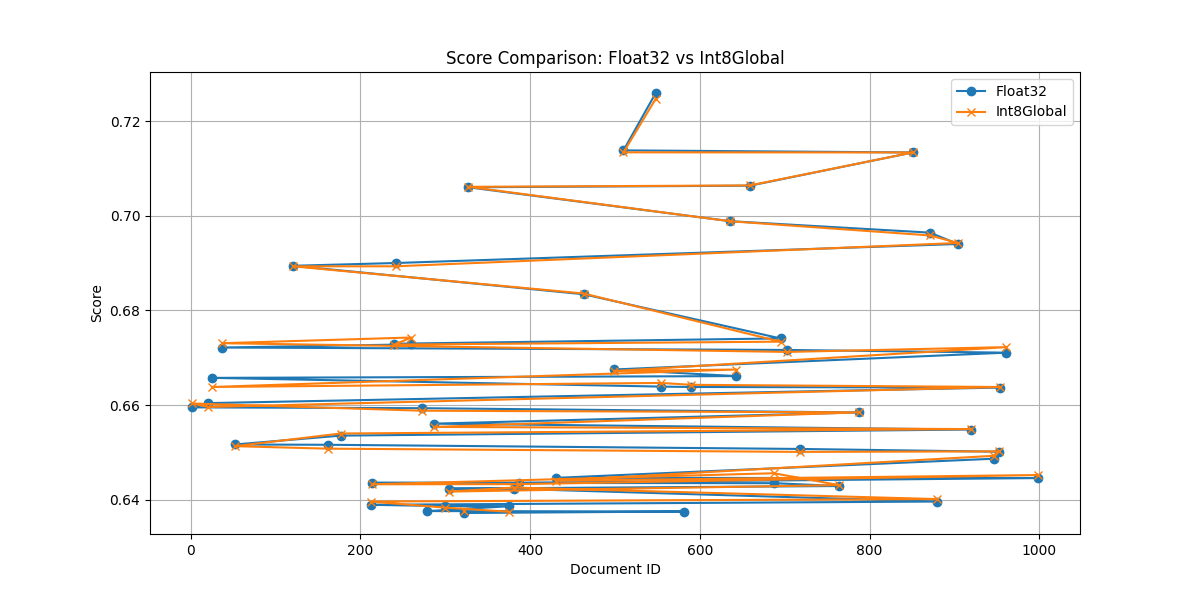 Score Comparison: Float32 vs Int8Global
Float32
Int8Global
0.72
0.70
0.68
0.66
0.64
Score
0
200
400
600
800
1000
Document ID